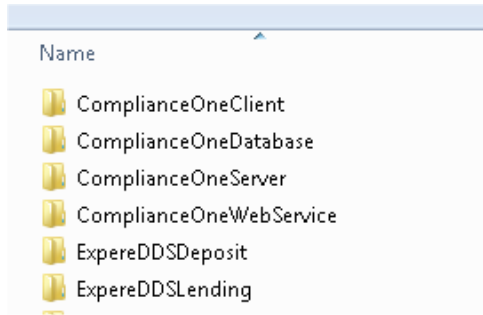 Name
ComplianceOneClient
ComplianceOneDatabase
ComplianceOneServer
ComplianceOneWebService
ExpereDDSDeposit
ExpereDDSLending